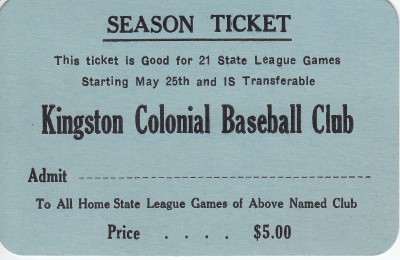 SEASON TICKET
This ticket is Good for 21 State League Games
Starting May 25th and IS Transferable
Kingston Colonial Baseball Club
Admit ------------------------------------------------
To All Home State League Games of Above Named Club
Price . . . . $5.00